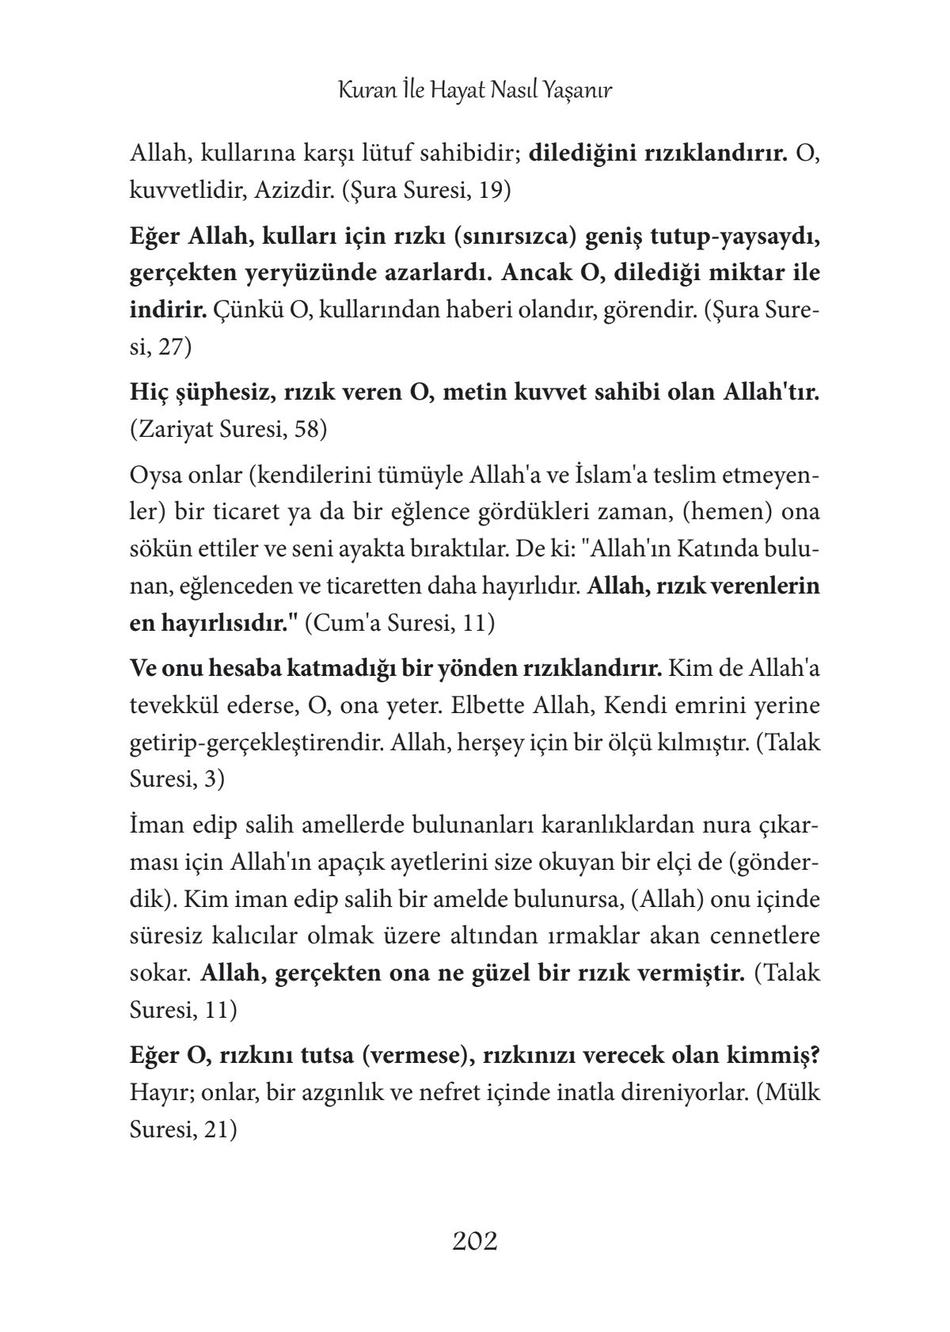 Kuran İle Hayat Nasıl Yaşanır
Allah, kullarına karşı lütuf sahibidir; dilediğini rızıklandırır. O,
kuvvetlidir, Azizdir. (Şura Suresi, 19)
Eğer Allah, kulları için rızkı (sınırsızca) geniş tutup-yaysaydı,
gerçekten yeryüzünde azarlardı. Ancak O, dilediği miktar ile
indirir. Çünkü O, kullarından haberi olandır, görendir. (Şura Sure-
si, 27)
Hiç şüphesiz, rızık veren O, metin kuvvet sahibi olan Allah'tır.
(Zariyat Suresi, 58)
Oysa onlar (kendilerini tümüyle Allah'a ve İslam'a teslim etmeyen-
ler) bir ticaret ya da bir eğlence gördükleri zaman, (hemen) ona
sökün ettiler ve seni ayakta bıraktılar. De ki: "Allah'ın Katında bulu-
nan, eğlenceden ve ticaretten daha hayırlıdır. Allah, rızık verenlerin
en hayırlısıdır." (Cum'a Suresi, 11)
Ve onu hesaba katmadığı bir yönden rızıklandırır. Kim de Allah'a
tevekkül ederse, O, ona yeter. Elbette Allah, Kendi emrini yerine
getirip-gerçekleştirendir. Allah, herşey için bir ölçü kılmıştır. (Talak
Suresi, 3)
İman edip salih amellerde bulunanları karanlıklardan nura çıkar-
ması için Allah'ın apaçık ayetlerini size okuyan bir elçi de (gönder-
dik). Kim iman edip salih bir amelde bulunursa, (Allah) onu içinde
süresiz kalıcılar olmak üzere altından ırmaklar akan cennetlere
sokar. Allah, gerçekten ona ne güzel bir rızık vermiştir. (Talak
Suresi, 11)
Eğer O, rızkını tutsa (vermese), rızkınızı verecek olan kimmiş?
Hayır; onlar, bir azgınlık ve nefret içinde inatla direniyorlar. (Mülk
Suresi, 21)
202